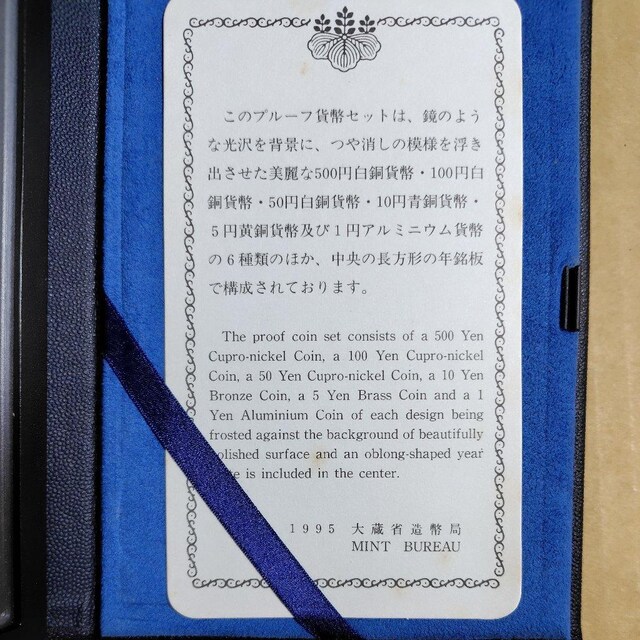 このプルーフ貨幣セットは、鏡のよう
な光沢を背景に、つや消しの模様を浮き
出させた美麗な500円白銅貨幣・100円白
銅貨幣・50円白銅貨幣・10円青銅貨幣・
5円黄銅貨幣及び1円アルミニウム貨幣
の6種類のほか、中央の長方形の年銘板
で構成されております。
The proof coin set consists of a 500 Yen
Cupro-nickel Coin, a 100 Yen Cupro-nickel
Coin, a 50 Yen Cupro-nickel Coin, a 10 Yen
Bronze Coin, a 5 Yen Brass Coin and a 1
Yen Aluminium Coin of each design being
frosted against the background of beautifully
olished surface and an oblong-shaped year
is included in the center.
1995 大蔵省造幣局
MINT BUREAU